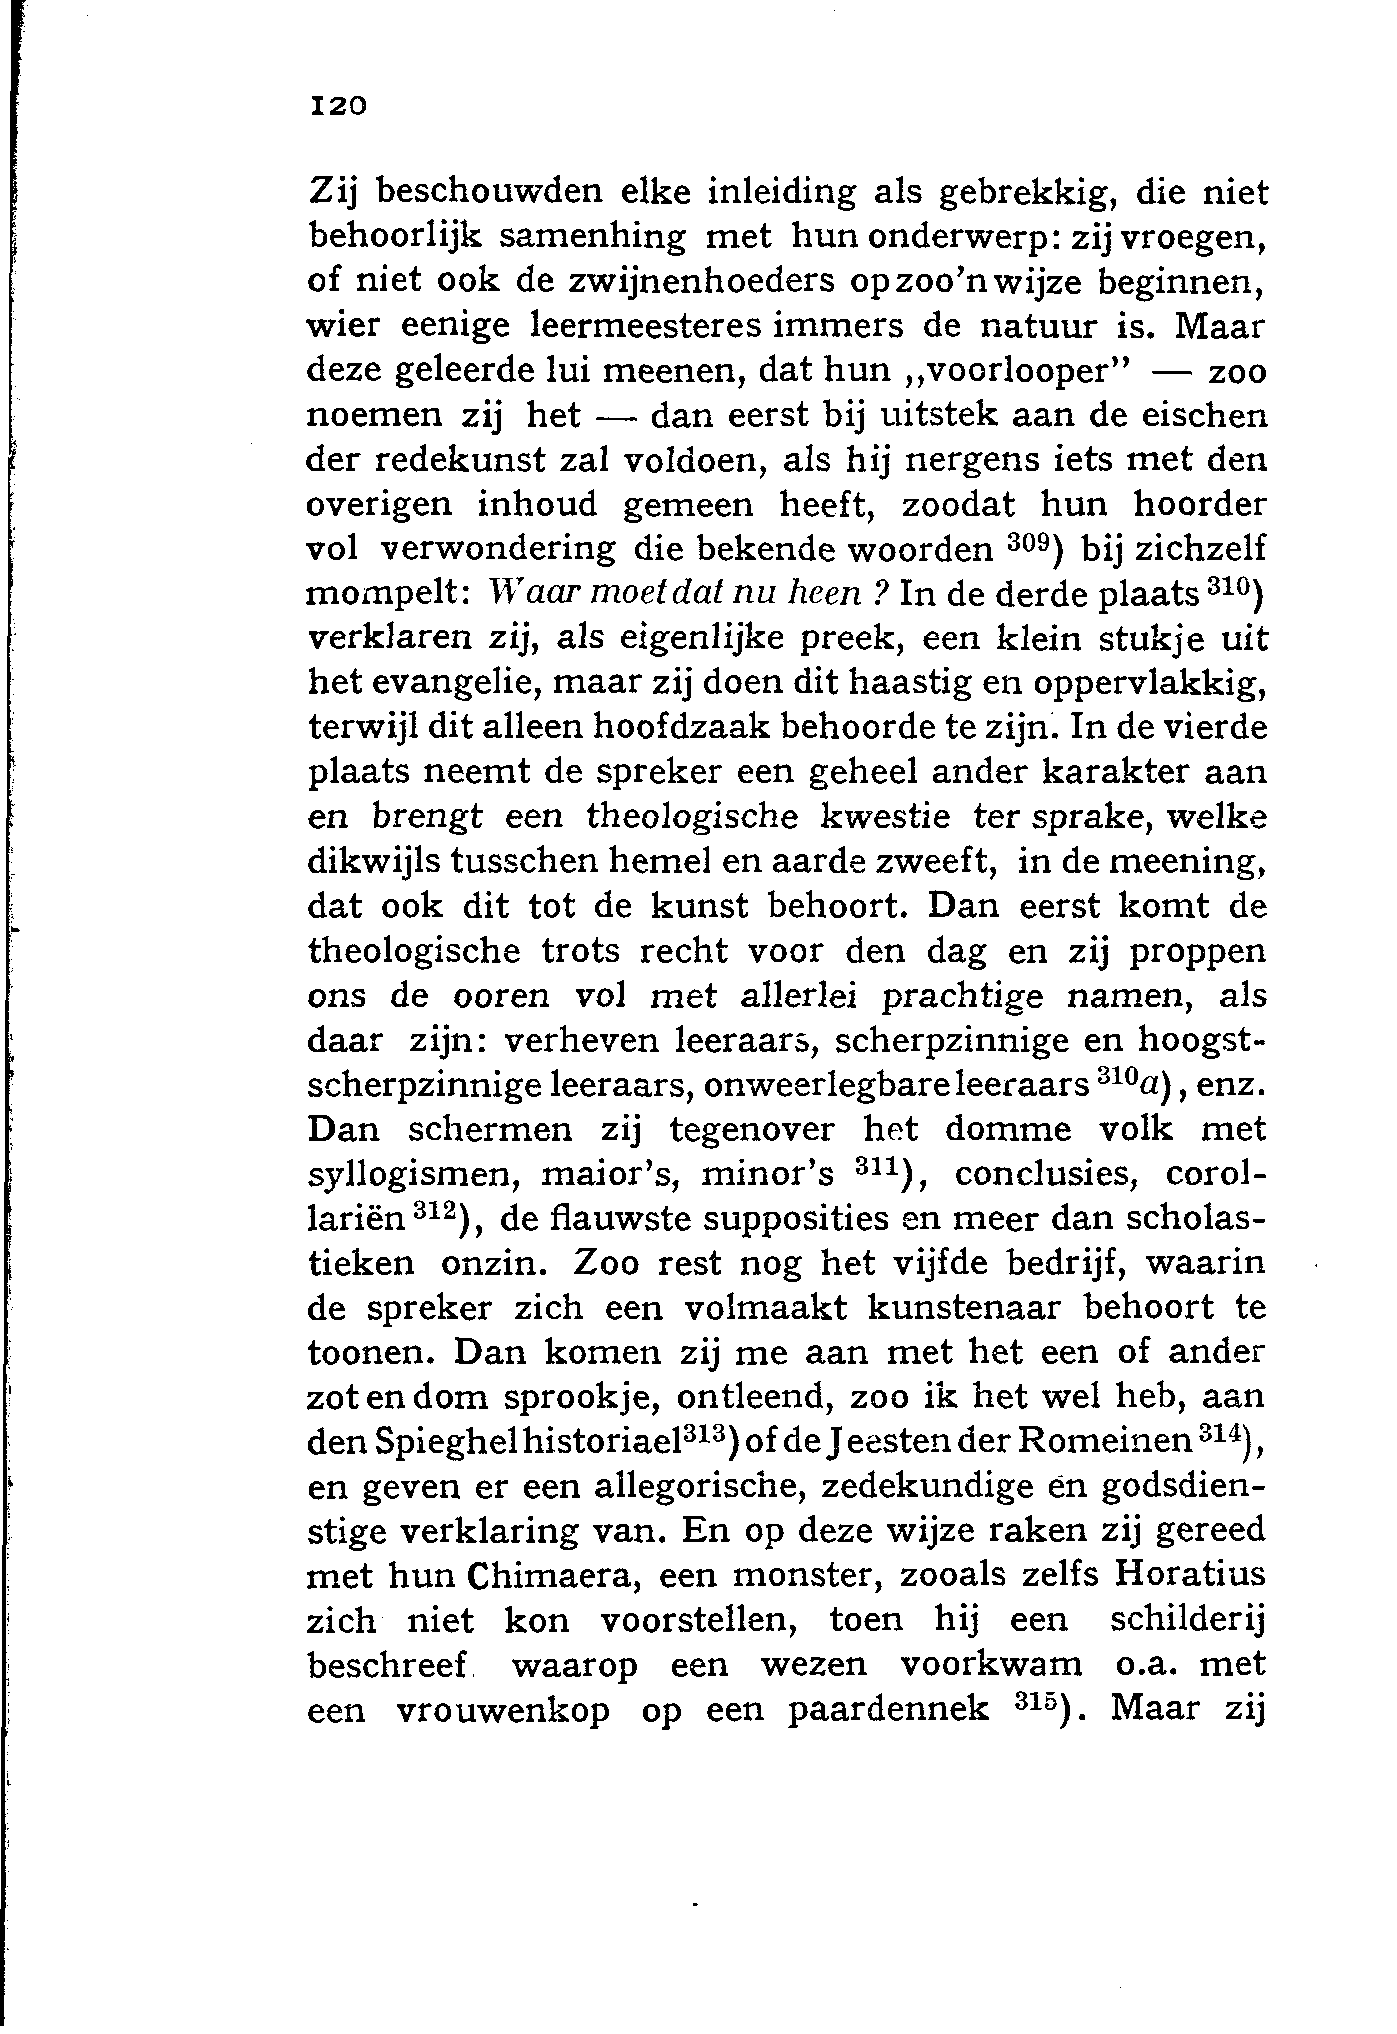 120
Zij beschouwden elke inleiding als gebrekkig, die niet
behoorlijk samenhing met hun onderwerp: zij vroegen,
of niet ook de zwijnenhoeders op zoo'n wijze beginnen,
wier eenige leermeesteres immers de natuur is. Maar
deze geleerde lui meenen, dat hun ,,voorlooper” — zoo
noemen zij het — dan eerst bij uitstek aan de eischen
der redekunst zal voldoen, als hij nergens iets met den
overigen inhoud gemeen heeft, zoodat hun hoorder
vol verwondering die bekende woorden ³⁰⁹) bij zichzelf
mompelt: Waar moet dat nu heen ? In de derde plaats ³¹⁰)
verklaren zij, als eigenlijke preek, een klein stukje uit
het evangelie, maar zij doen dit haastig en oppervlakkig,
terwijl dit alleen hoofdzaak behoorde te zijn. In de vierde
plaats neemt de spreker een geheel ander karakter aan
en brengt een theologische kwestie ter sprake, welke
dikwijls tusschen hemel en aarde zweeft, in de meening,
dat ook dit tot de kunst behoort. Dan eerst komt de
theologische trots recht voor den dag en zij proppen
ons de ooren vol met allerlei prachtige namen, als
daar zijn: verheven leeraars, scherpzinnige en hoogst-
scherpzinnige leeraars, onweerlegbare leeraars ³¹⁰a), enz.
Dan schermen zij tegenover het domme volk met
syllogismen, maior's, minor's ³¹¹), conclusies, corol-
lariën ³¹²), de flauwste supposities en meer dan scholas-
tieken onzin. Zoo rest nog het vijfde bedrijf, waarin
de spreker zich een volmaakt kunstenaar behoort te
toonen. Dan komen zij me aan met het een of ander
zot en dom sprookje, ontleend, zoo ik het wel heb, aan
den Spieghel historiael³¹³) of de Jeesten der Romeinen ³¹⁴),
en geven er een allegorische, zedekundige én godsdien-
stige verklaring van. En op deze wijze raken zij gereed
met hun Chimaera, een monster, zooals zelfs Horatius
zich niet kon voorstellen, toen hij een schilderij
beschreef waarop een wezen voorkwam o.a. met
een vrouwenkop op een paardennek ³¹⁵). Maar zij